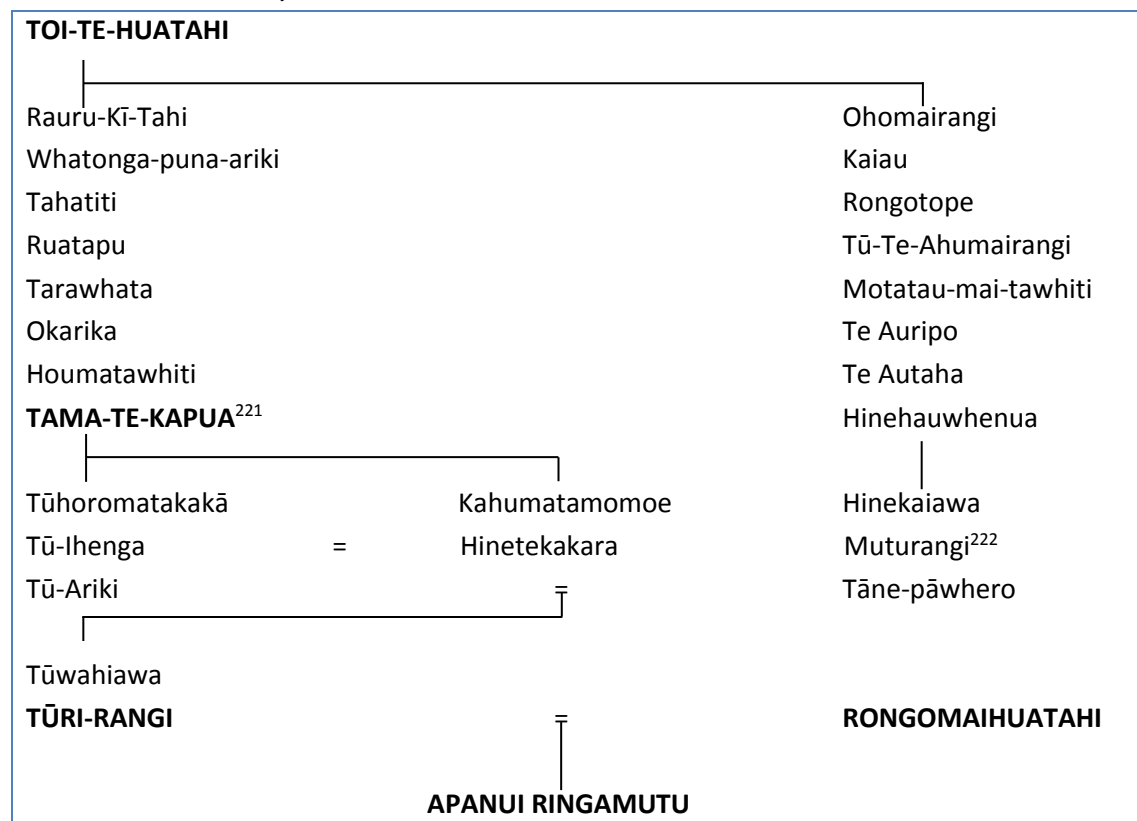 TOI-TE-HUATAHI
Rauru-Kī-Tahi Ohomairangi
Whatonga-puna-ariki Kaiau
Tahatiti Rongotope
Ruatapu Tū-Te-Ahumairangi
Tarawhata Motatau-mai-tawhiti
Okarika Te Auripo
Houmatawhiti Te Autaha
TAMA-TE-KAPUA221 Hinehauwhenua
Tūhoromatakakā Kahumatamomoe Hinekaiawa
Tū-Ihenga = Hinetekakara Muturangi222
Tū-Ariki = Tāne-pāwhero
Tūwahiawa
TŪRI-RANGI = RONGOMAIHUATAHI
APANUI RINGAMUTU